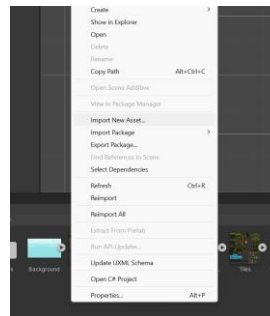 Create
Show in Explorer
Open
Delete
Rename
Copy Path Alt+Ctrl+C
Open Scene Additive
View in Package Manager
Import New Asset...
Import Package
Export Package...
Find References In Scene
Select Dependencies
Refresh Ctrl+R
Reimport
Reimport All
Extract From Prefab
Run API Updater...
Update UXML Schema
Open C# Project
Properties... Alt+P
Background
Tiles